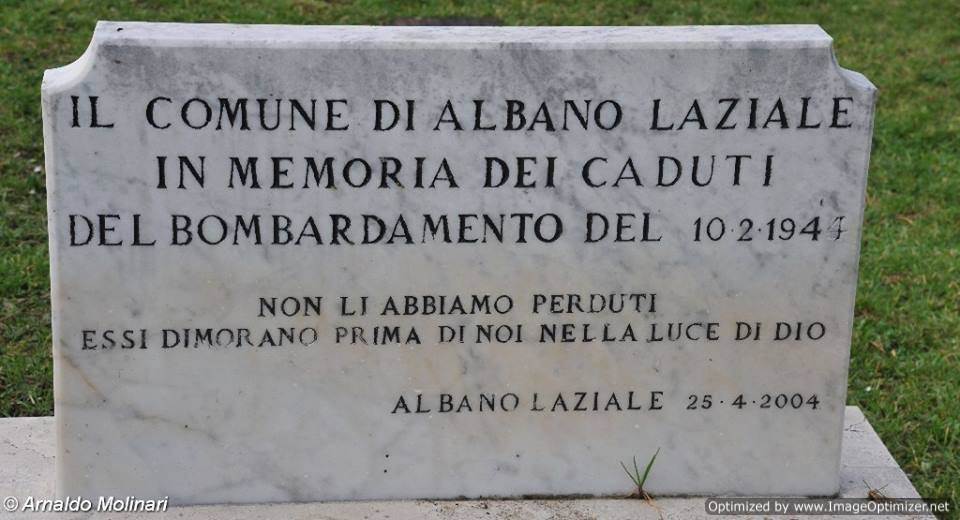 IL COMUNE DI ALBANO LAZIALE
IN MEMORIA DEI CADUTI
DEL BOMBARDAMENTO DEL 10·2·1944
NON LI ABBIAMO PERDUTI
ESSI DIMORANO PRIMA DI NOI NELLA LUCE DI DIO
ALBANO LAZIALE 25·4·2004
© Arnaldo Molinari
Optimized by www.ImageOptimizer.net